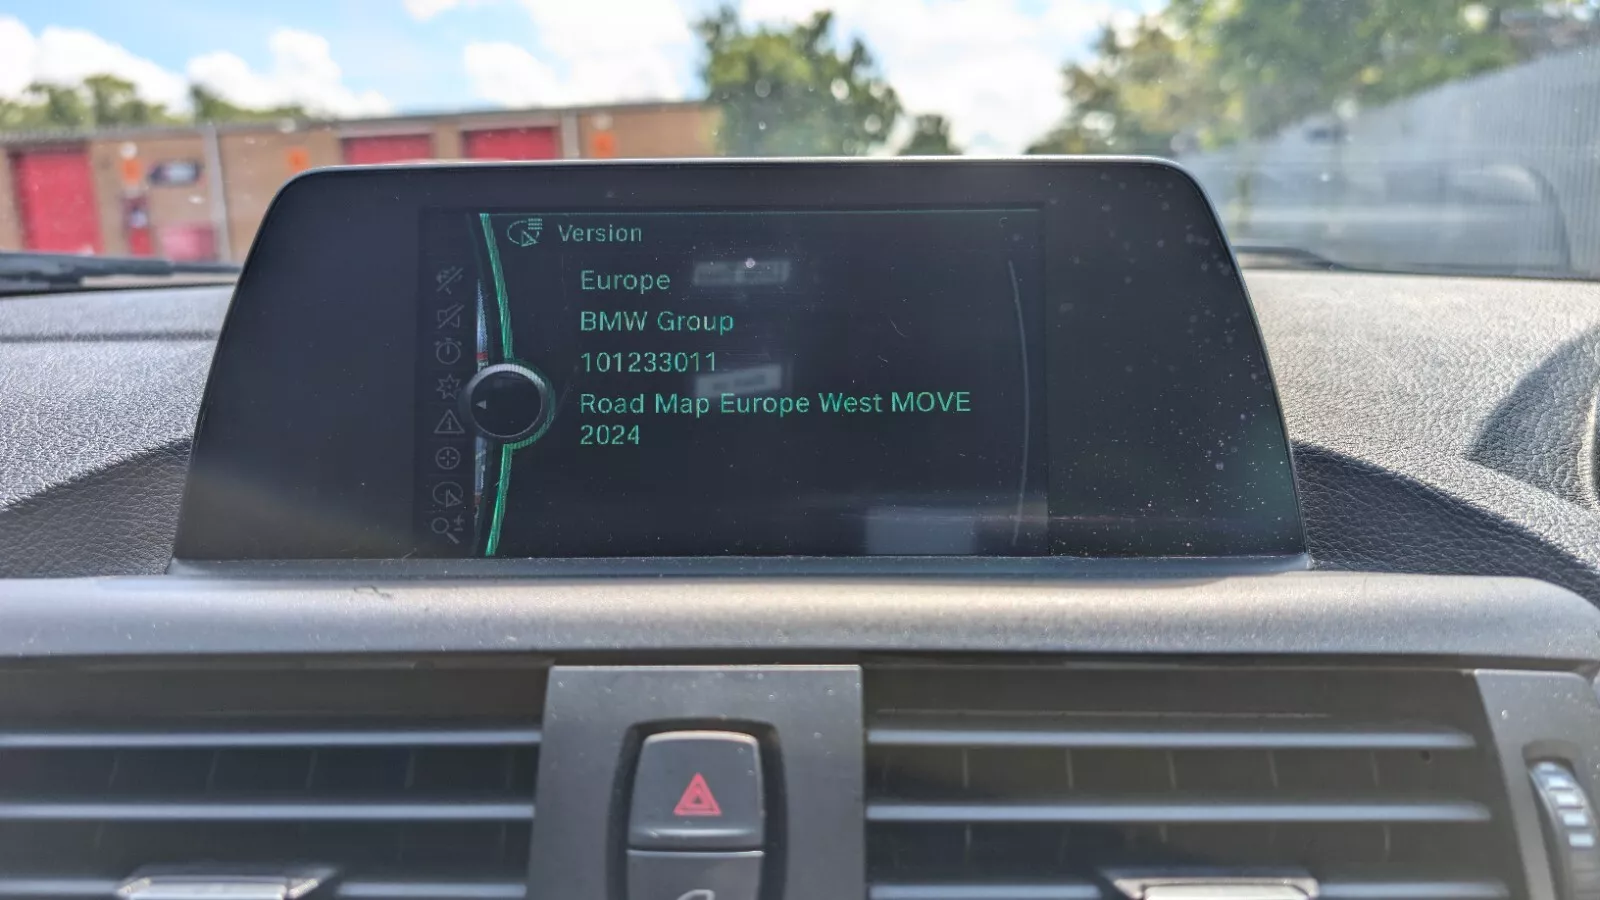 Version
Europe
BMW Group
101233011
Road Map Europe West MOVE
2024